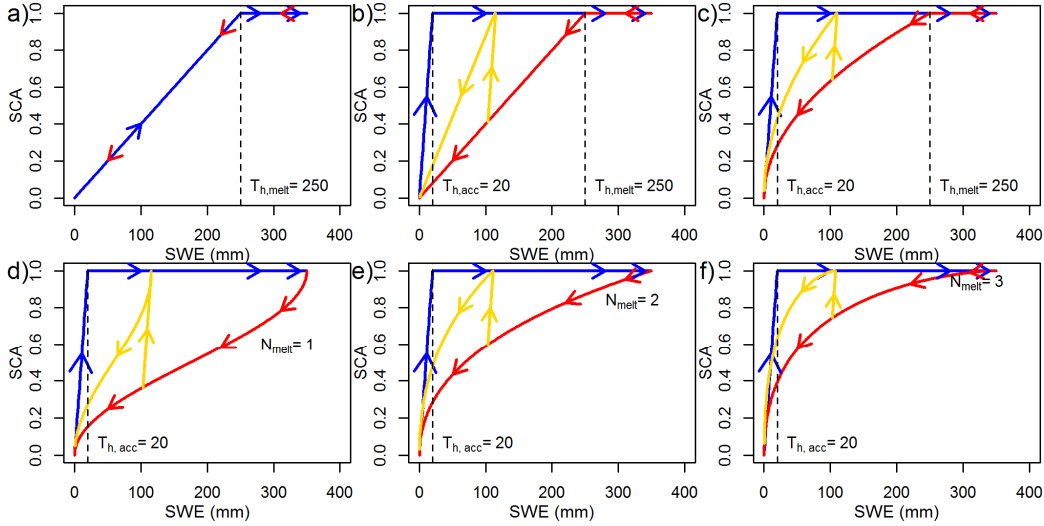 a)
SCA
0.0 0.2 0.4 0.6 0.8 1.0
T_h,melt= 250
0 100 200 300 400
SWE (mm)
b)
SCA
0.0 0.2 0.4 0.6 0.8 1.0
T_h,acc= 20
T_h,melt= 250
0 100 200 300 400
SWE (mm)
c)
SCA
0.0 0.2 0.4 0.6 0.8 1.0
T_h,acc= 20
T_h,melt= 250
0 100 200 300 400
SWE (mm)
d)
SCA
0.0 0.2 0.4 0.6 0.8 1.0
N_melt= 1
T_h, acc= 20
0 100 200 300 400
SWE (mm)
e)
SCA
0.0 0.2 0.4 0.6 0.8 1.0
N_melt= 2
T_h, acc= 20
0 100 200 300 400
SWE (mm)
f)
SCA
0.0 0.2 0.4 0.6 0.8 1.0
N_melt= 3
T_h, acc= 20
0 100 200 300 400
SWE (mm)